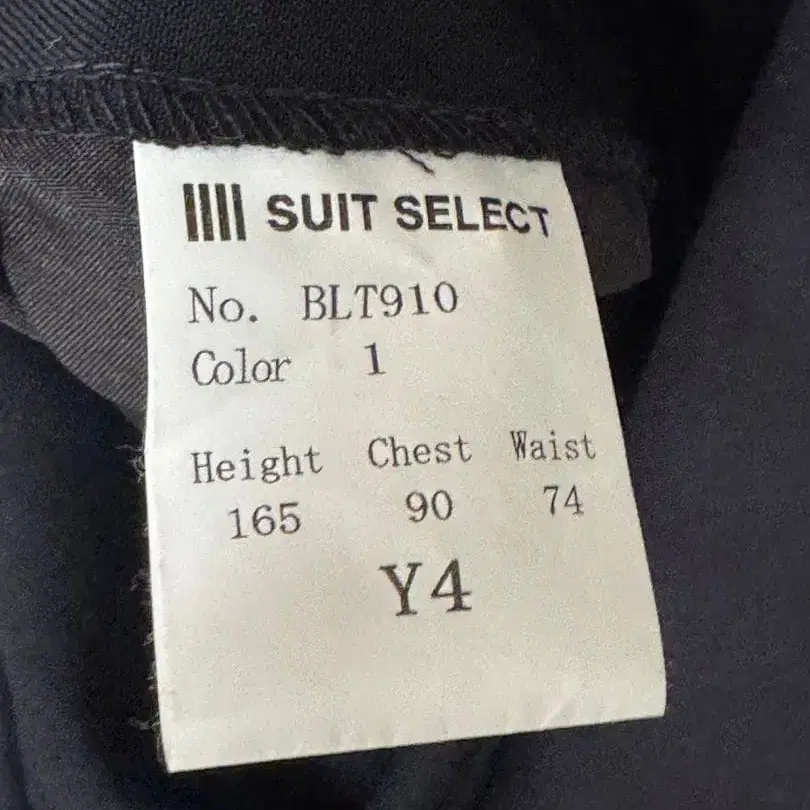 SUIT SELECT
No. BLT910
Color 1
Height Chest Waist
165 90 74
Y4